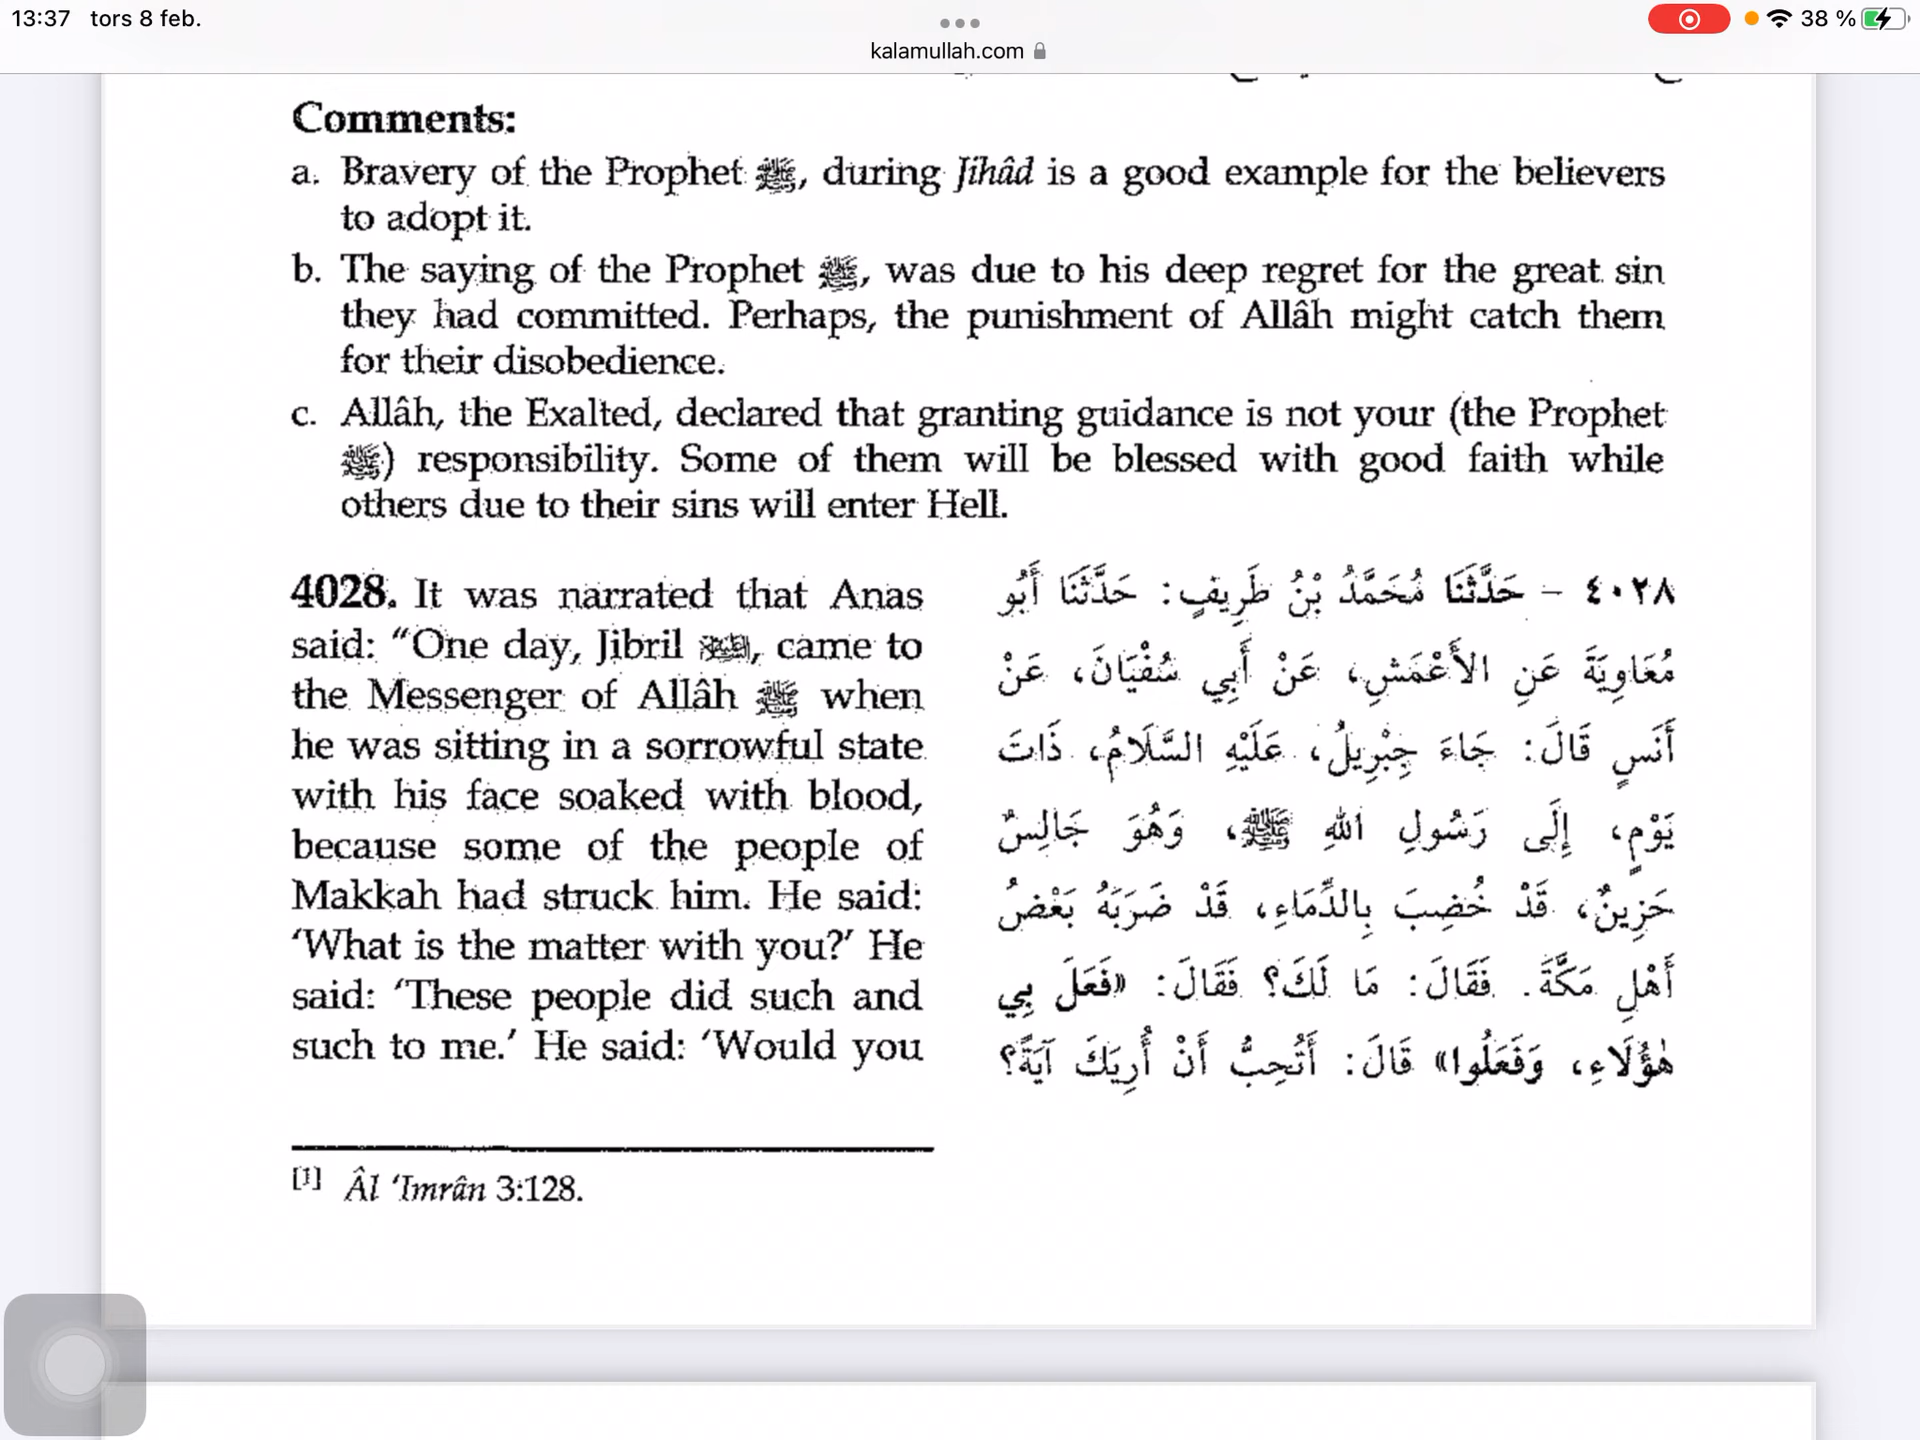 13:37 tors 8 feb.
38 %
kalamullah.com
Comments:
a. Bravery of the Prophet ﷺ, during Jihâd is a good example for the believers
to adopt it.
b. The saying of the Prophet ﷺ, was due to his deep regret for the great sin
they had committed. Perhaps, the punishment of Allâh might catch them
for their disobedience.
c. Allâh, the Exalted, declared that granting guidance is not your (the Prophet
ﷺ) responsibility. Some of them will be blessed with good faith while
others due to their sins will enter Hell.
4028. It was narrated that Anas
said: “One day, Jibril, came to
the Messenger of Allâh ﷺ when
he was sitting in a sorrowful state
with his face soaked with blood,
because some of the people of
Makkah had struck him. He said:
‘What is the matter with you?’ He
said: ‘These people did such and
such to me.’ He said: ‘Would you
٤٠٢٨ – حَدَّثَنَا مُحَمَّدُ بْنُ طَرِيفٍ: حَدَّثَنَا أَبُو
مُعَاوِيَةَ عَنِ الأَعْمَشِ، عَنْ أَبِي سُفْيَانَ، عَنْ
أَنَسٍ قَالَ: جَاءَ جِبْرِيلُ، عَلَيْهِ السَّلَامُ، ذَاتَ
يَوْمٍ، إِلَى رَسُولِ اللهِ ﷺ، وَهُوَ جَالِسٌ
حَزِينٌ، قَدْ خُضِبَ بِالدِّمَاءِ، قَدْ ضَرَبَهُ بَعْضُ
أَهْلِ مَكَّةَ. فَقَالَ: مَا لَكَ؟ فَقَالَ: «فَعَلَ بِي
هٰؤُلَاءِ، وَفَعَلُوا» قَالَ: أَتُحِبُّ أَنْ أُرِيَكَ آيَةً؟
[1] Âl ‘Imrân 3:128.